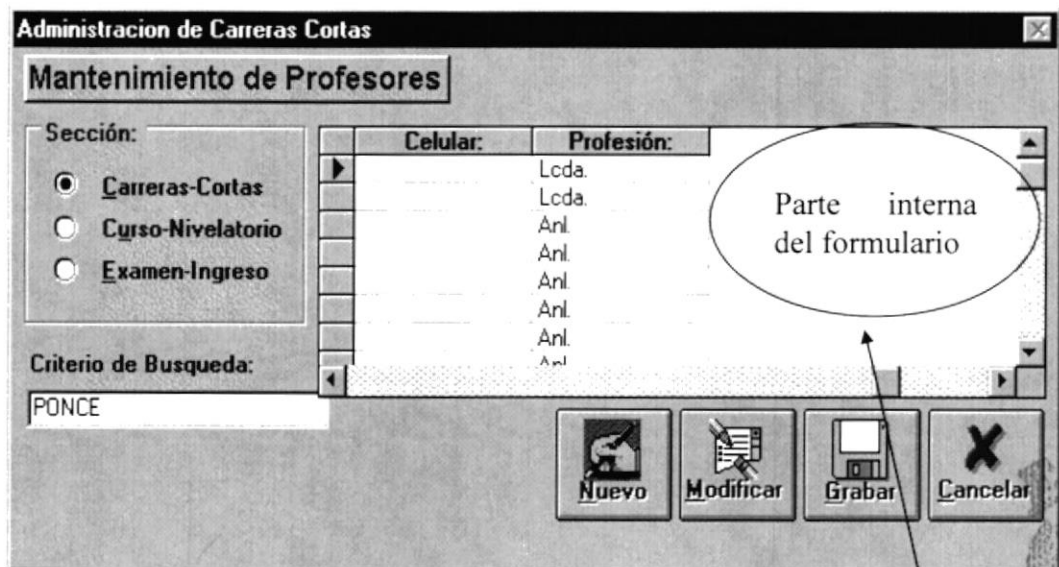 Administracion de Carreras Cortas
Mantenimiento de Profesores
Sección:
Carreras-Cortas
Curso-Nivelatorio
Examen-Ingreso
Celular: Profesión:
Lcda.
Lcda.
Anl.
Anl.
Anl.
Anl.
Anl.
Anl.
Parte interna
del formulario
Criterio de Busqueda:
PONCE
Nuevo Modificar Grabar Cancelar